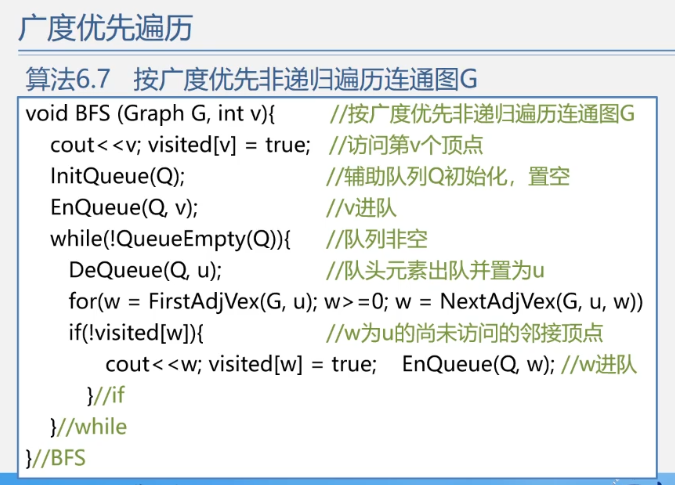 广度优先遍历
算法6.7 按广度优先非递归遍历连通图G
void BFS (Graph G, int v){ //按广度优先非递归遍历连通图G
cout<<v; visited[v] = true; //访问第v个顶点
InitQueue(Q); //辅助队列Q初始化，置空
EnQueue(Q, v); //v进队
while(!QueueEmpty(Q)){ //队列非空
DeQueue(Q, u); //队头元素出队并置为u
for(w = FirstAdjVex(G, u); w>=0; w = NextAdjVex(G, u, w))
if(!visited[w]){ //w为u的尚未访问的邻接顶点
cout<<w; visited[w] = true; EnQueue(Q, w); //w进队
}//if
}//while
}//BFS